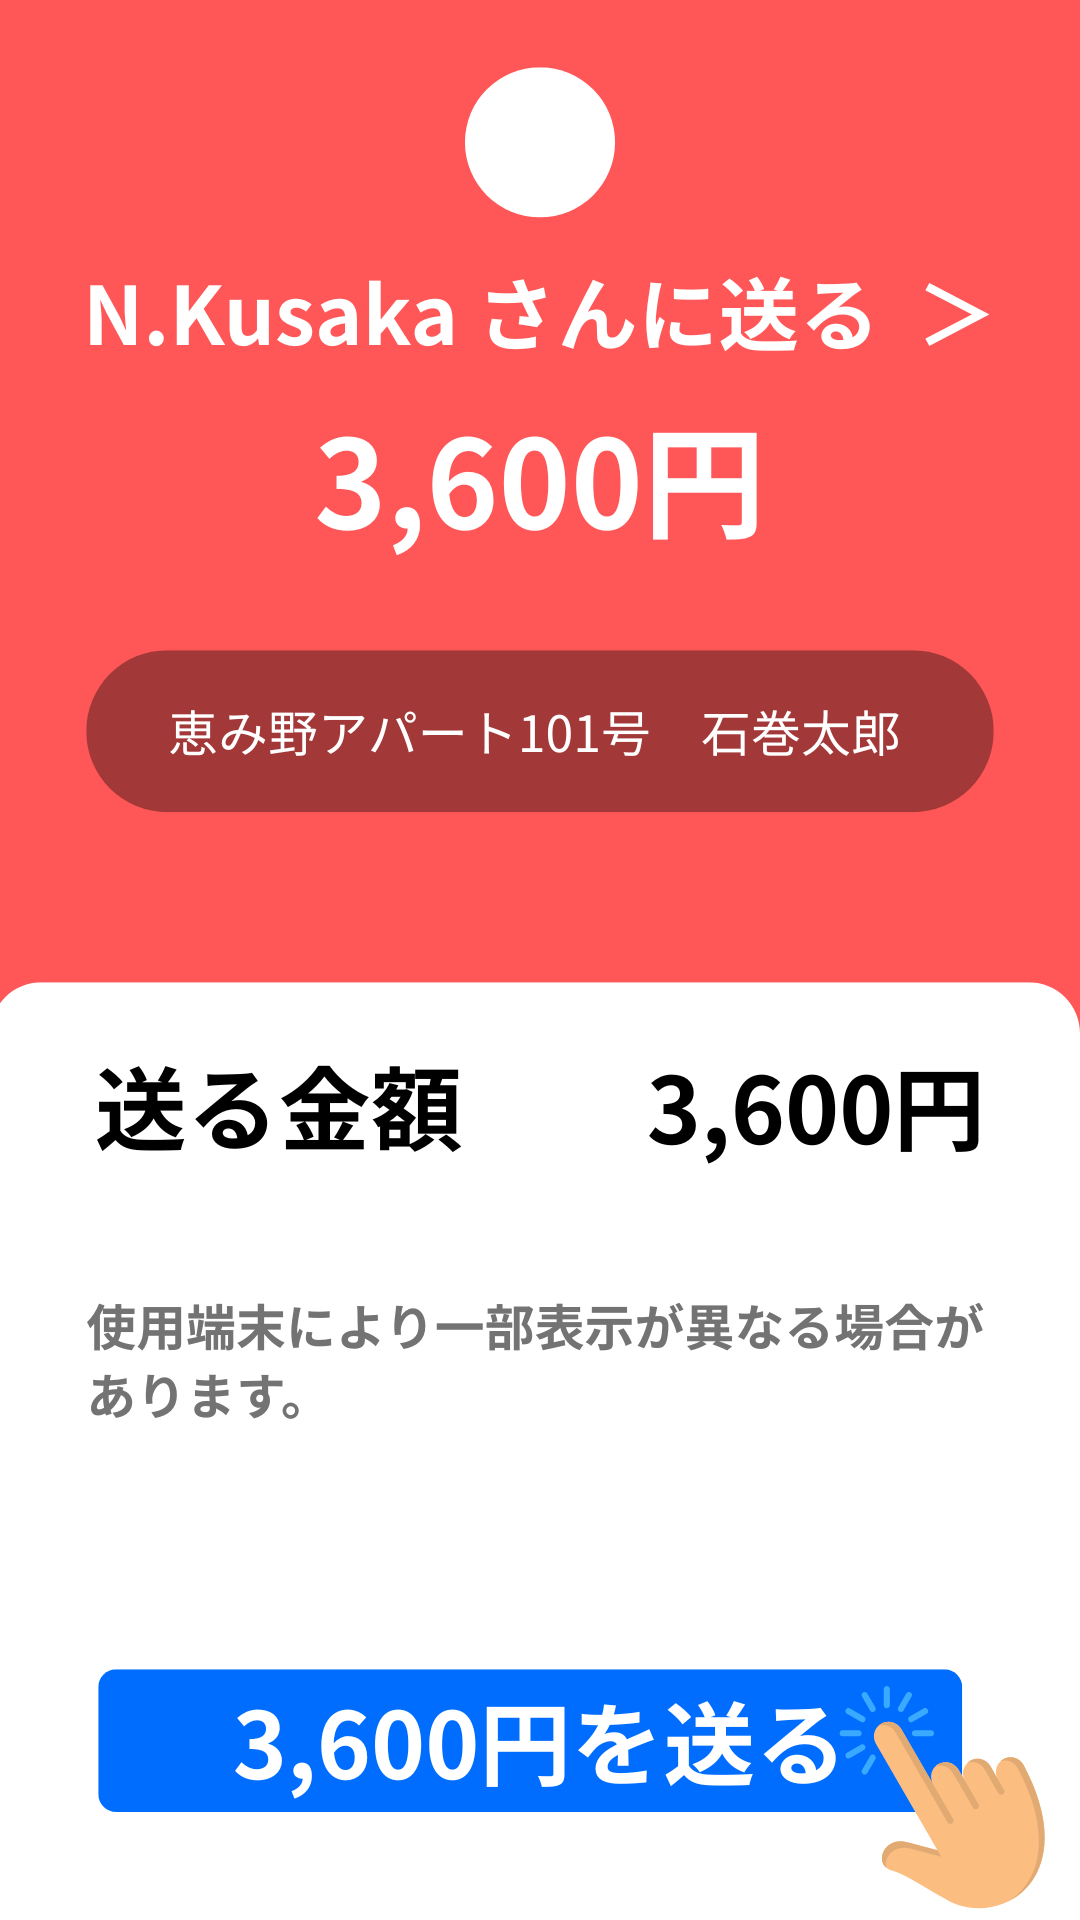 N.Kusaka さんに送る ＞
3,600円
恵み野アパート101号　石巻太郎
送る金額 3,600円
使用端末により一部表示が異なる場合が
あります。
3,600円を送る